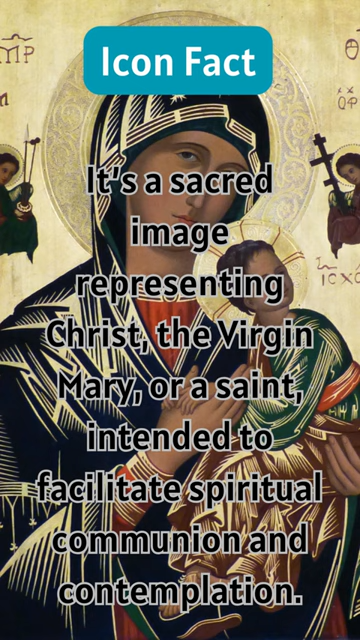 Icon Fact
ΜΡ
It's a sacred
image
representing
Christ, the Virgin
Mary, or a saint,
intended to
facilitate spiritual
communion and
contemplation.